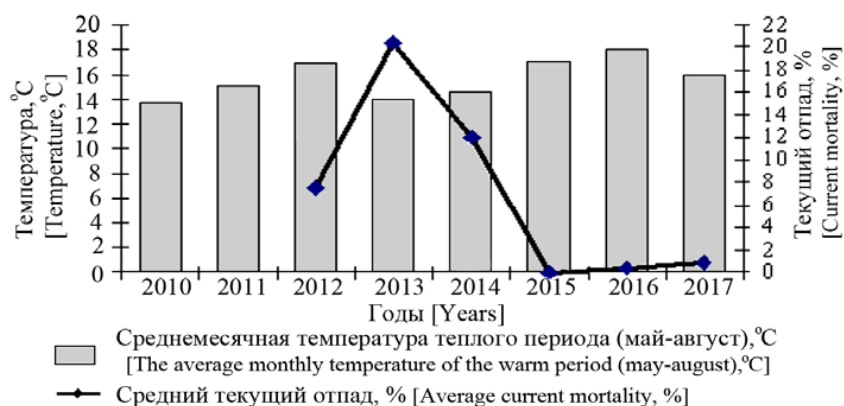 20
18
16
14
12
10
8
6
4
2
0
Температура,°C
[Temperature,°C]
22
20
18
16
14
12
10
8
6
4
2
0
Текущий отпад, %
[Current mortality, %]
2010 2011 2012 2013 2014 2015 2016 2017
Годы [Years]
Среднемесячная температура теплого периода (май-август),°C
[The average monthly temperature of the warm period (may-august),°C]
Средний текущий отпад, % [Average current mortality, %]